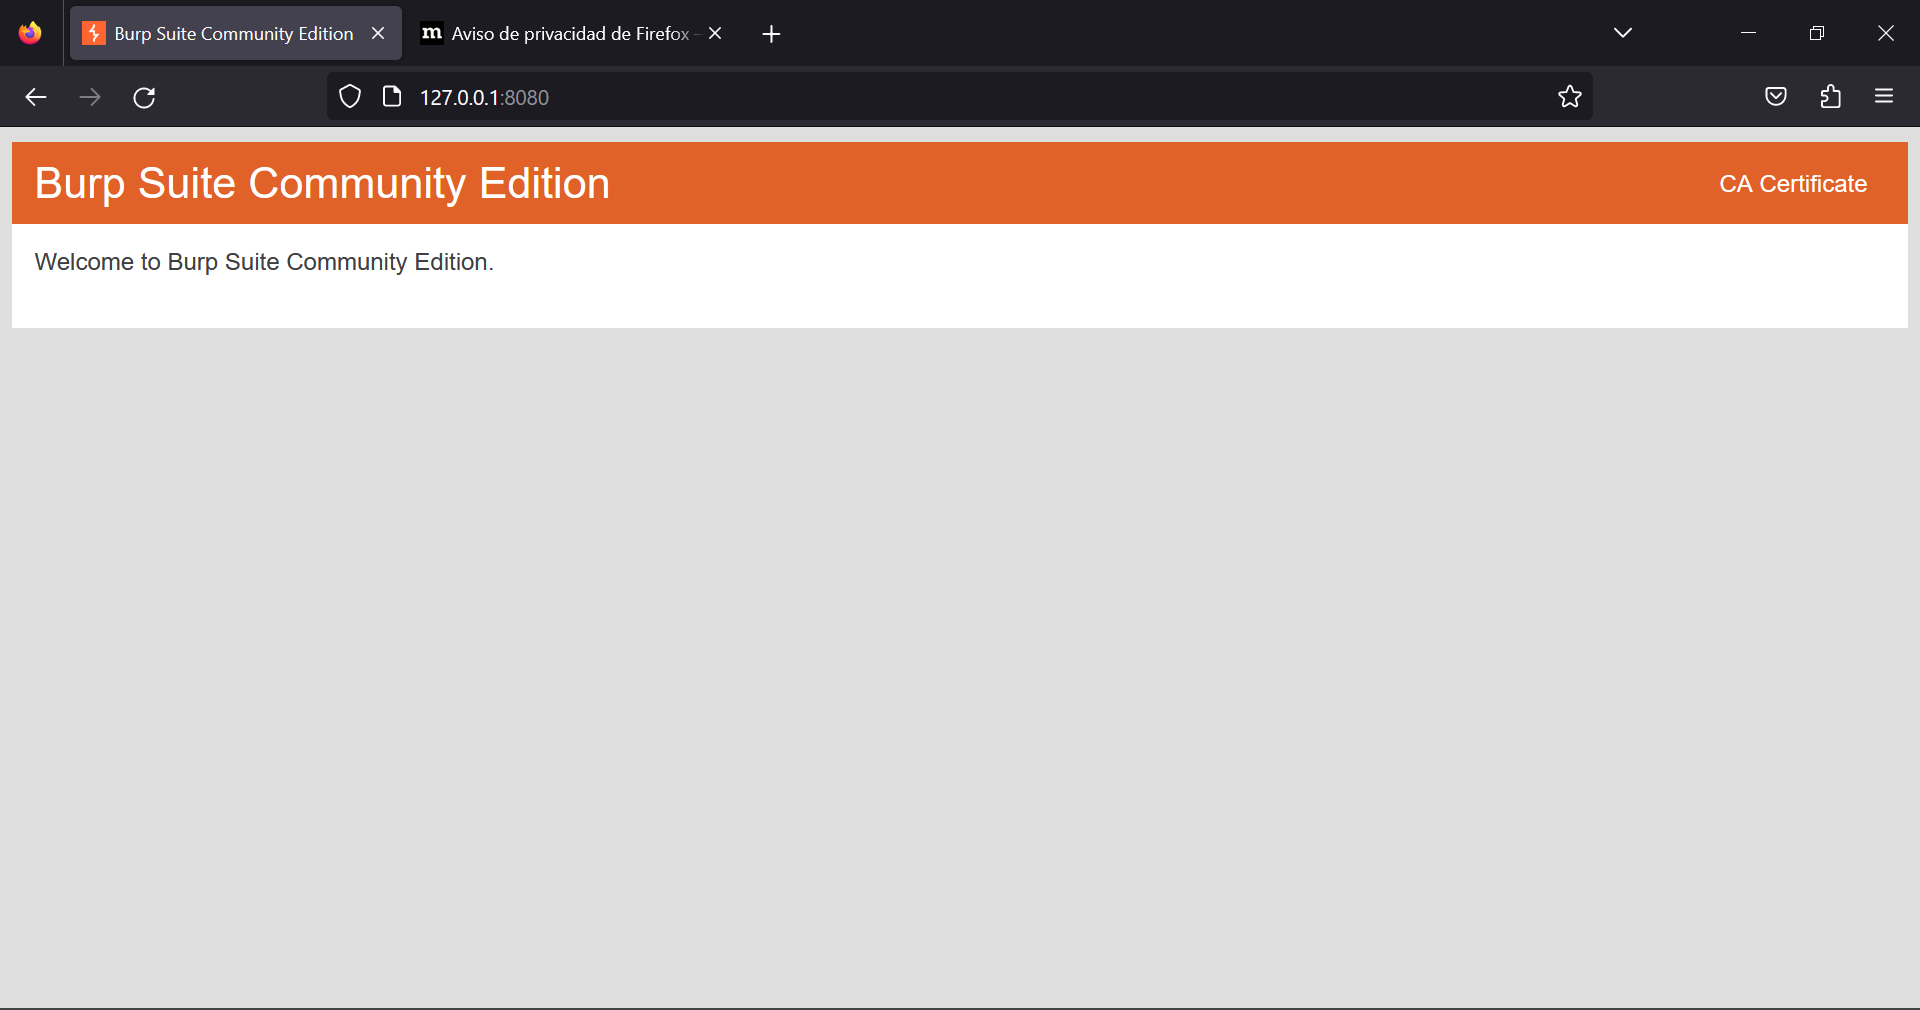 Burp Suite Community Edition
m Aviso de privacidad de Firefox –
127.0.0.1:8080
Burp Suite Community Edition
CA Certificate
Welcome to Burp Suite Community Edition.